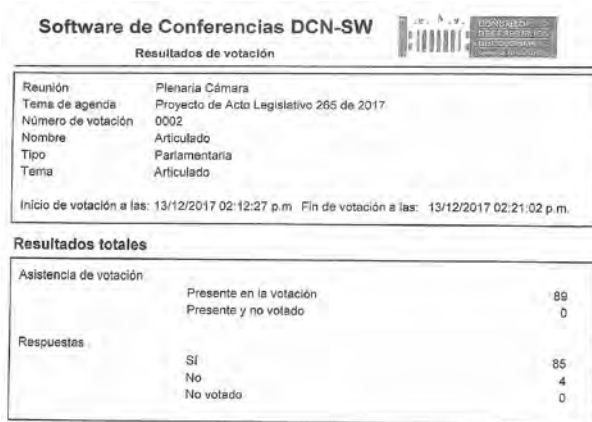 Software de Conferencias DCN-SW
Resultados de votación
Reunión Plenaria Cámara
Tema de agenda Proyecto de Acto Legislativo 265 de 2017
Número de votación 0002
Nombre Articulado
Tipo Parlamentaria
Tema Articulado
Inicio de votación a las: 13/12/2017 02:12:27 p.m Fin de votación a las: 13/12/2017 02:21:02 p.m.
Resultados totales
Asistencia de votación
Presente en la votación 89
Presente y no votado 0
Respuestas
Sí 85
No 4
No votado 0